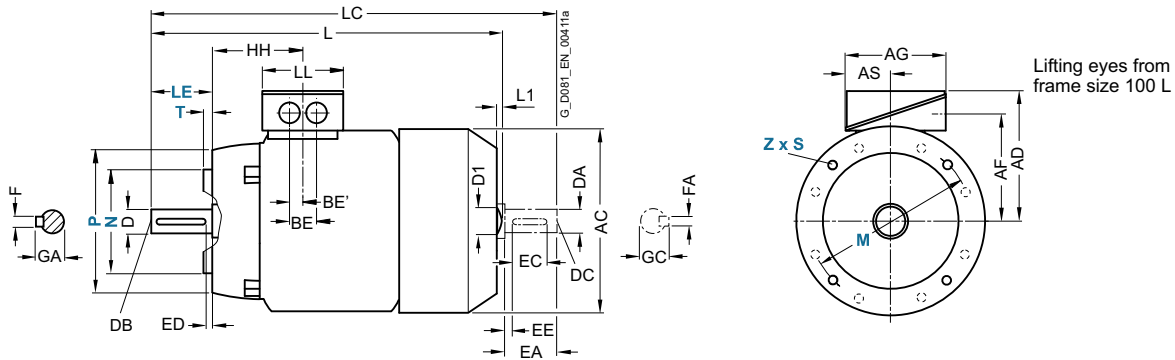 LC
L
HH
LL
LE
T
L1
G_D081_EN_00411a
F
GA
P
N
D
BE'
BE
D1
DA
AC
FA
GC
EC
DC
DB
ED
EE
EA
AG
AS
Lifting eyes from
frame size 100 L
Z x S
AF
AD
M